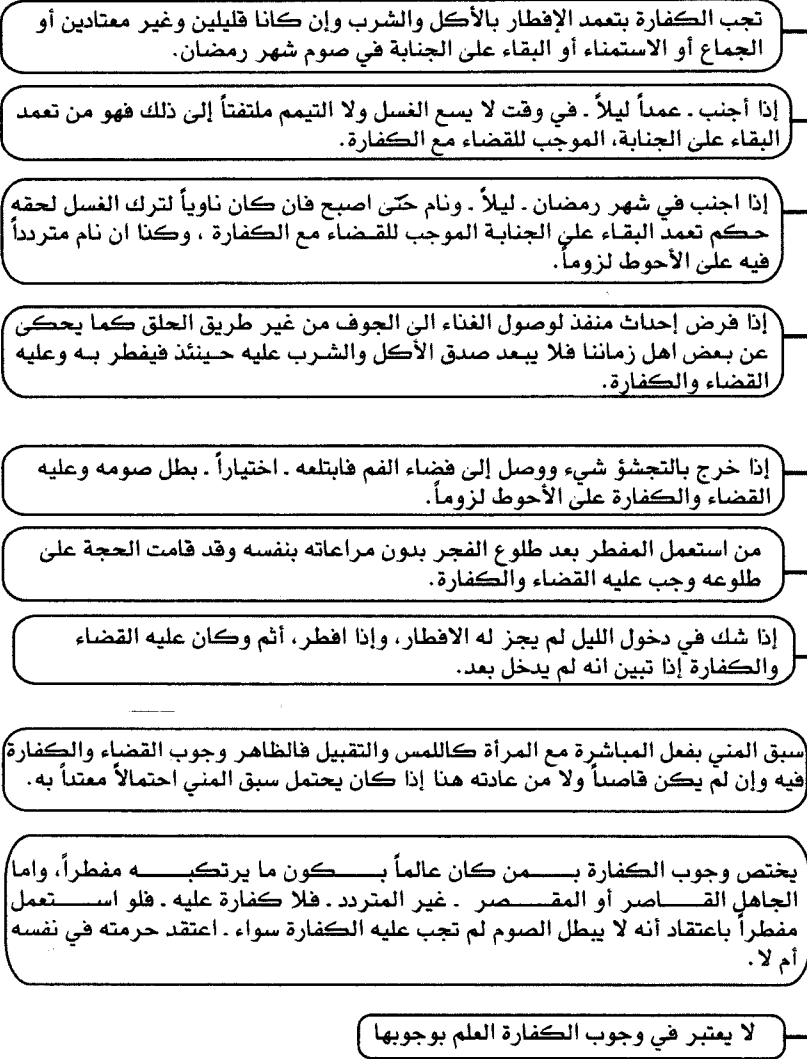 تجب الكفارة بتعمد الإفطار بالأكل والشرب وإن كانا قليلين وغير معتادين أو
الجماع أو الاستمناء أو البقاء على الجنابة في صوم شهر رمضان.
إذا أجنب ـ عمداً ليلاً ـ في وقت لا يسع الغسل ولا التيمم ملتفتاً إلى ذلك فهو من تعمد
البقاء على الجنابة، الموجب للقضاء مع الكفارة.
إذا اجنب في شهر رمضان ـ ليلاً ـ ونام حتّى اصبح فان كان ناوياً لترك الغسل لحقه
حكم تعمد البقاء على الجنابة الموجب للقضاء مع الكفارة ، وكذا ان نام متردداً
فيه على الأحوط لزوماً.
إذا فرض إحداث منفذ لوصول الغذاء الى الجوف من غير طريق الحلق كما يحكى
عن بعض اهل زماننا فلا يبعد صدق الأكل والشرب عليه حينئذ فيفطر به وعليه
القضاء والكفارة.
إذا خرج بالتجشؤ شيء ووصل إلى فضاء الفم فابتلعه ـ اختياراً ـ بطل صومه وعليه
القضاء والكفارة على الأحوط لزوماً.
من استعمل المفطر بعد طلوع الفجر بدون مراعاته بنفسه وقد قامت الحجة على
طلوعه وجب عليه القضاء والكفارة.
إذا شك في دخول الليل لم يجز له الافطار، وإذا افطر، أثم وكان عليه القضاء
والكفارة إذا تبين انه لم يدخل بعد.
سبق المني بفعل المباشرة مع المرأة كاللمس والتقبيل فالظاهر وجوب القضاء والكفارة
فيه وإن لم يكن قاصداً ولا من عادته هذا إذا كان يحتمل سبق المني احتمالاً معتداً به.
يختص وجوب الكفارة بـمن كان عالماً بـكون ما يرتكبـه مفطراً، واما
الجاهل القـاصر أو المقـصر ـ غير المتردد ـ فلا كفارة عليه ـ فلو استعمل
مفطراً باعتقاد أنه لا يبطل الصوم لم تجب عليه الكفارة سواء ـ اعتقد حرمته في نفسه
أم لا.
لا يعتبر في وجوب الكفارة العلم بوجوبها